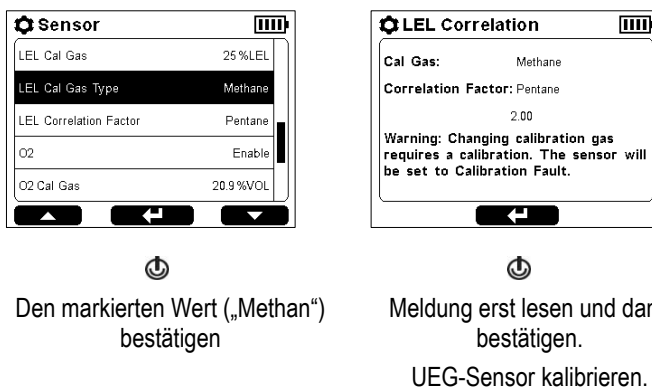 Sensor
LEL Cal Gas 25 %LEL
LEL Cal Gas Type Methane
LEL Correlation Factor Pentane
O2 Enable
O2 Cal Gas 20.9 %VOL
Den markierten Wert („Methan“)
bestätigen
LEL Correlation
Cal Gas: Methane
Correlation Factor: Pentane
2.00
Warning: Changing calibration gas
requires a calibration. The sensor will
be set to Calibration Fault.
Meldung erst lesen und
bestätigen.
UEG-Sensor kalibrieren.